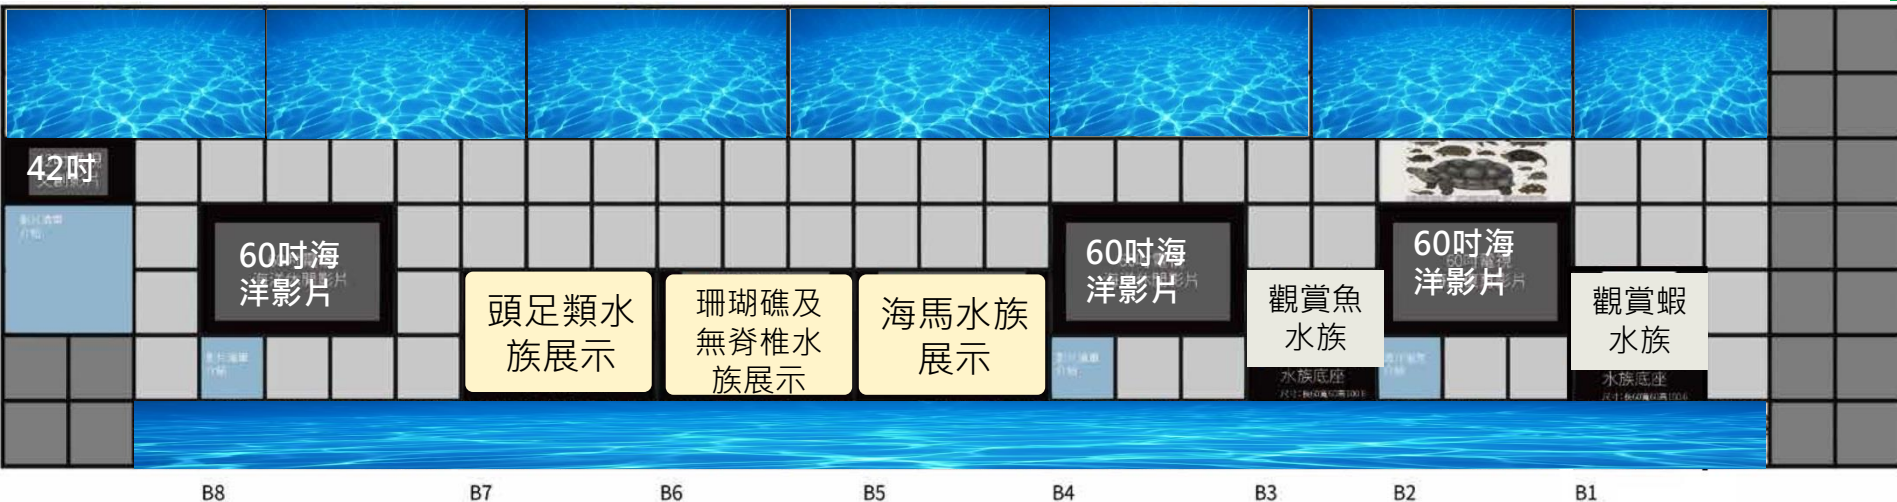 42吋
60吋海
洋影片
頭足類水
族展示
珊瑚礁及
無脊椎水
族展示
海馬水族
展示
60吋海
洋影片
觀賞魚
水族
水族底座
60吋海
洋影片
觀賞蝦
水族
水族底座
B8
B7
B6
B5
B4
B3
B2
B1